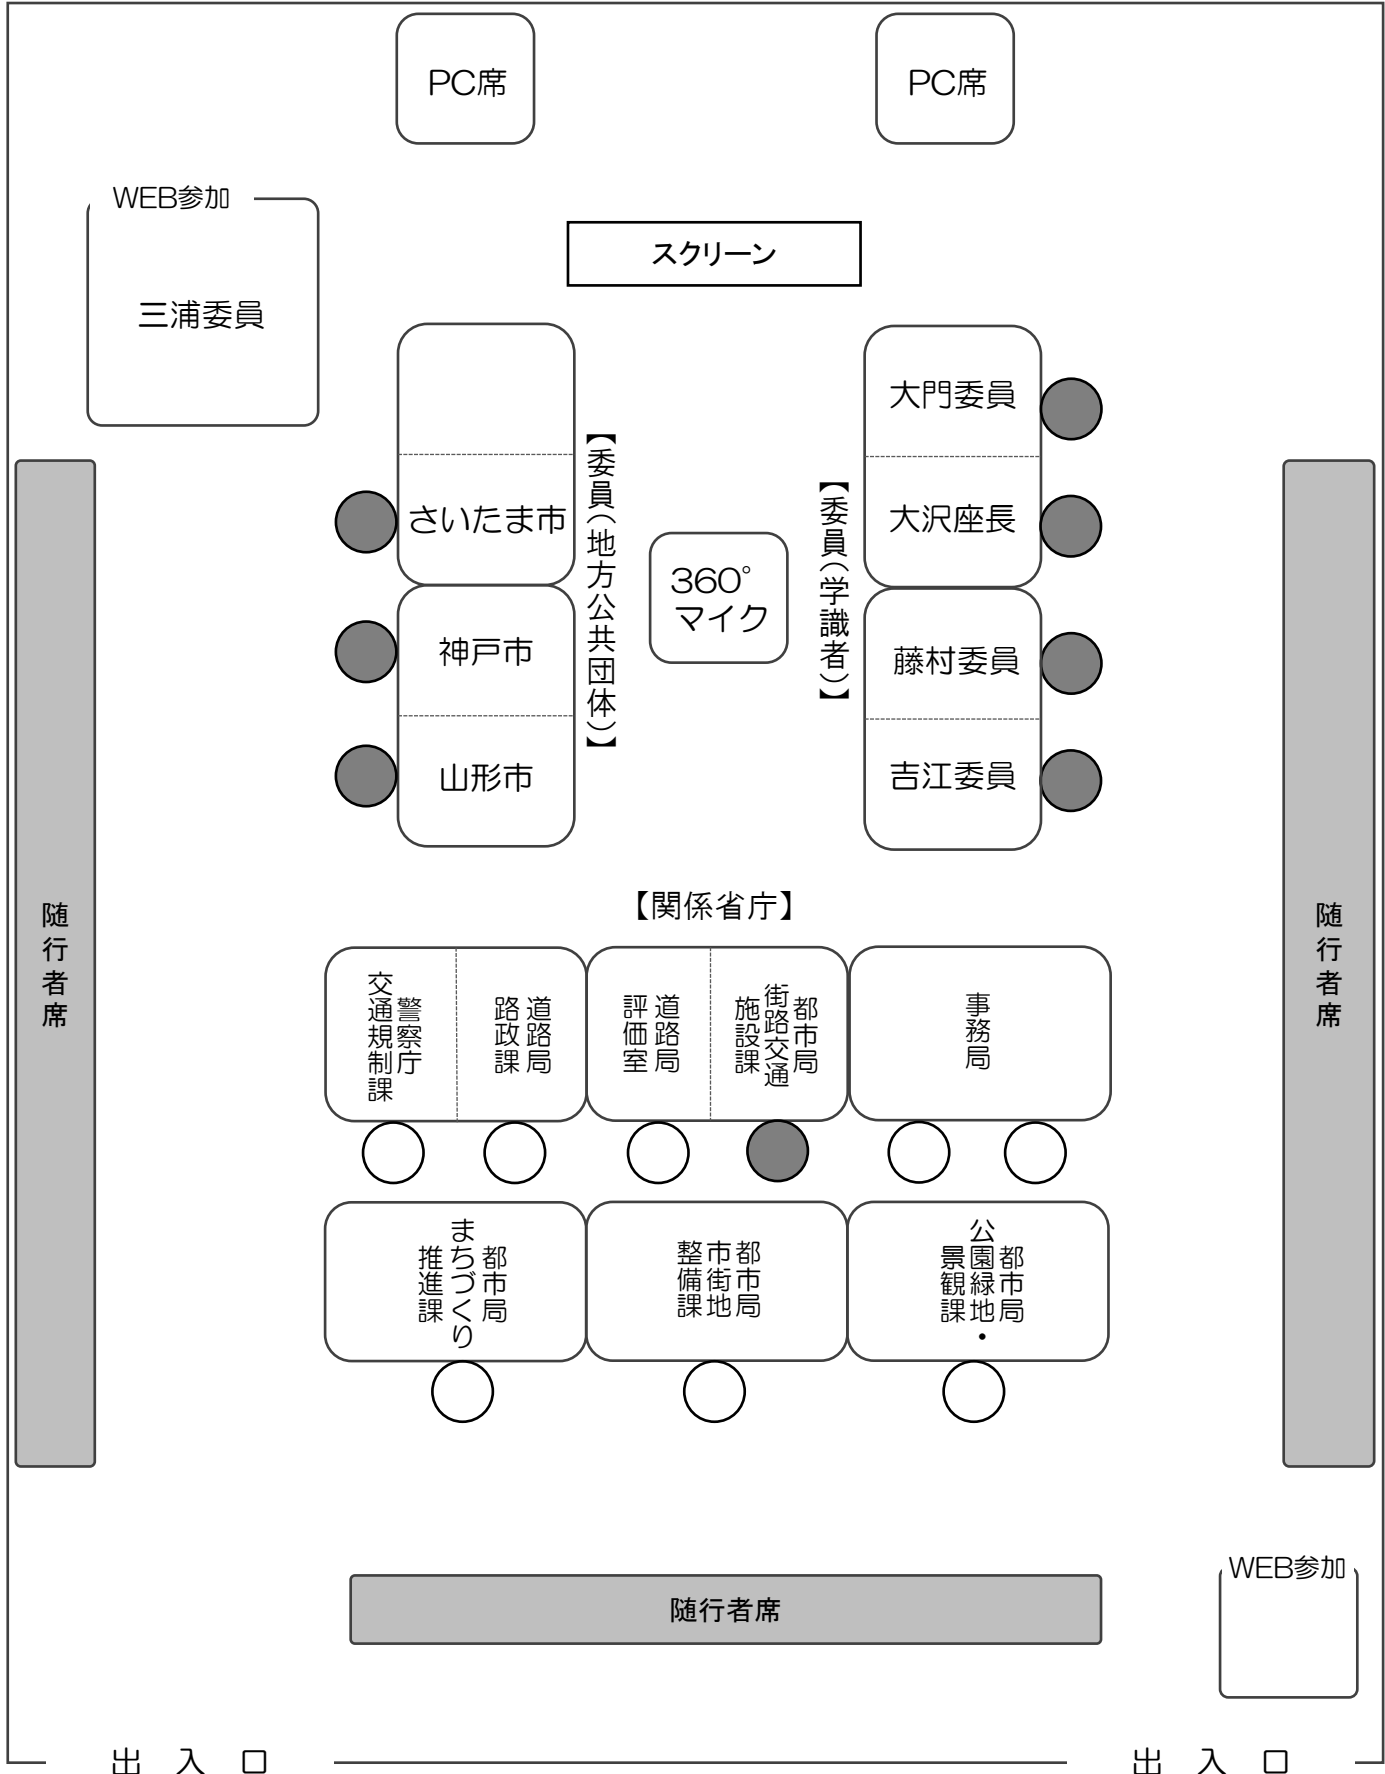 PC席
PC席
WEB参加
三浦委員
スクリーン
さいたま市
神戸市
山形市
【委員(地方公共団体)】
360°
マイク
【委員(学識者)】
大門委員
大沢座長
藤村委員
吉江委員
随行者席
随行者席
【関係省庁】
警察庁
交通規制課
道路局
路政課
道路局
評価室
都市局
街路交通
施設課
事務局
都市局
まちづくり
推進課
都市局
市街地
整備課
都市局
公園緑地・
景観課
随行者席
WEB参加
出 入 口
出 入 口